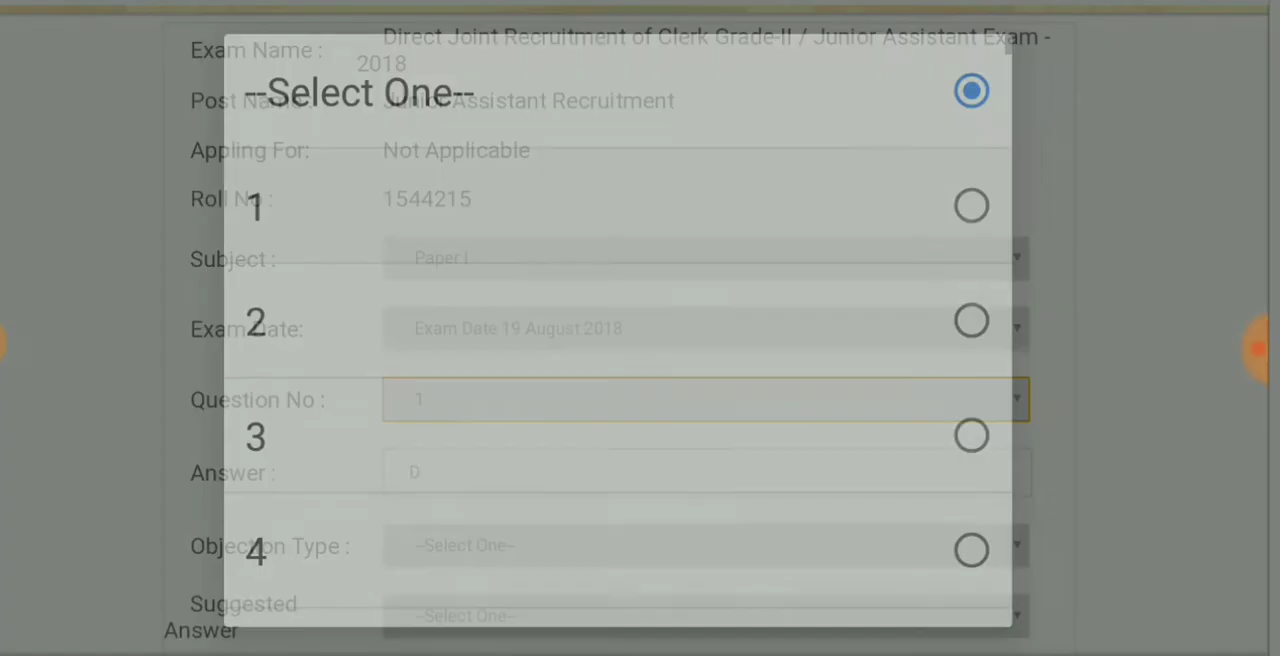 Exam Name : Direct Joint Recruitment of Clerk Grade-II / Junior Assistant Exam -
2018
--Select One--
Post Name : Junior Assistant Recruitment
Appling For: Not Applicable
Roll No : 1544215
1
Subject : Paper I
2
Exam Date: Exam Date 19 August 2018
Question No : 1
3
Answer : D
Objection Type : --Select One--
4
Suggested --Select One--
Answer